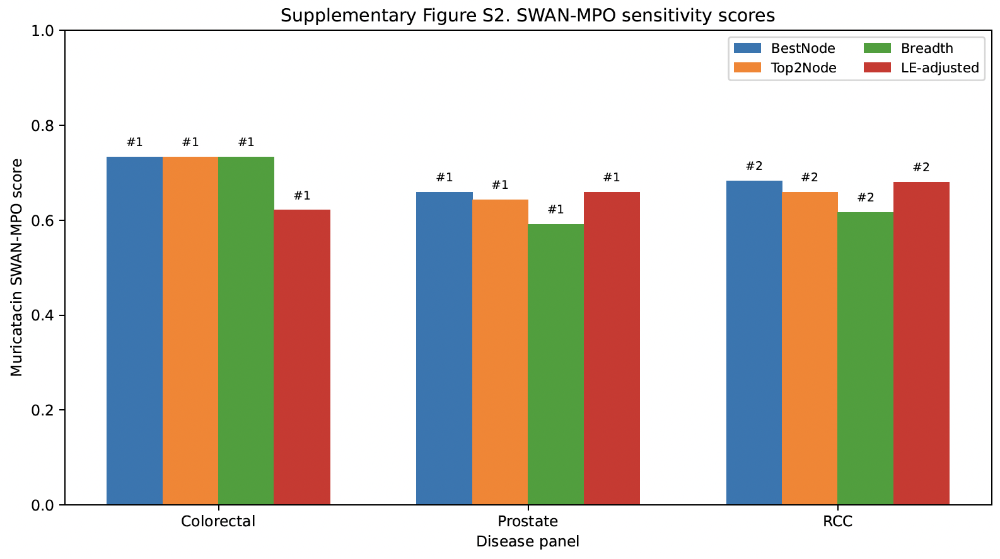 Supplementary Figure S2. SWAN-MPO sensitivity scores
BestNode
Top2Node
Breadth
LE-adjusted
Muricatacin SWAN-MPO score
1.0
0.8
0.6
0.4
0.2
0.0
#1
#1
#1
#1
#1
#1
#1
#1
#2
#2
#2
#2
Colorectal
Prostate
RCC
Disease panel